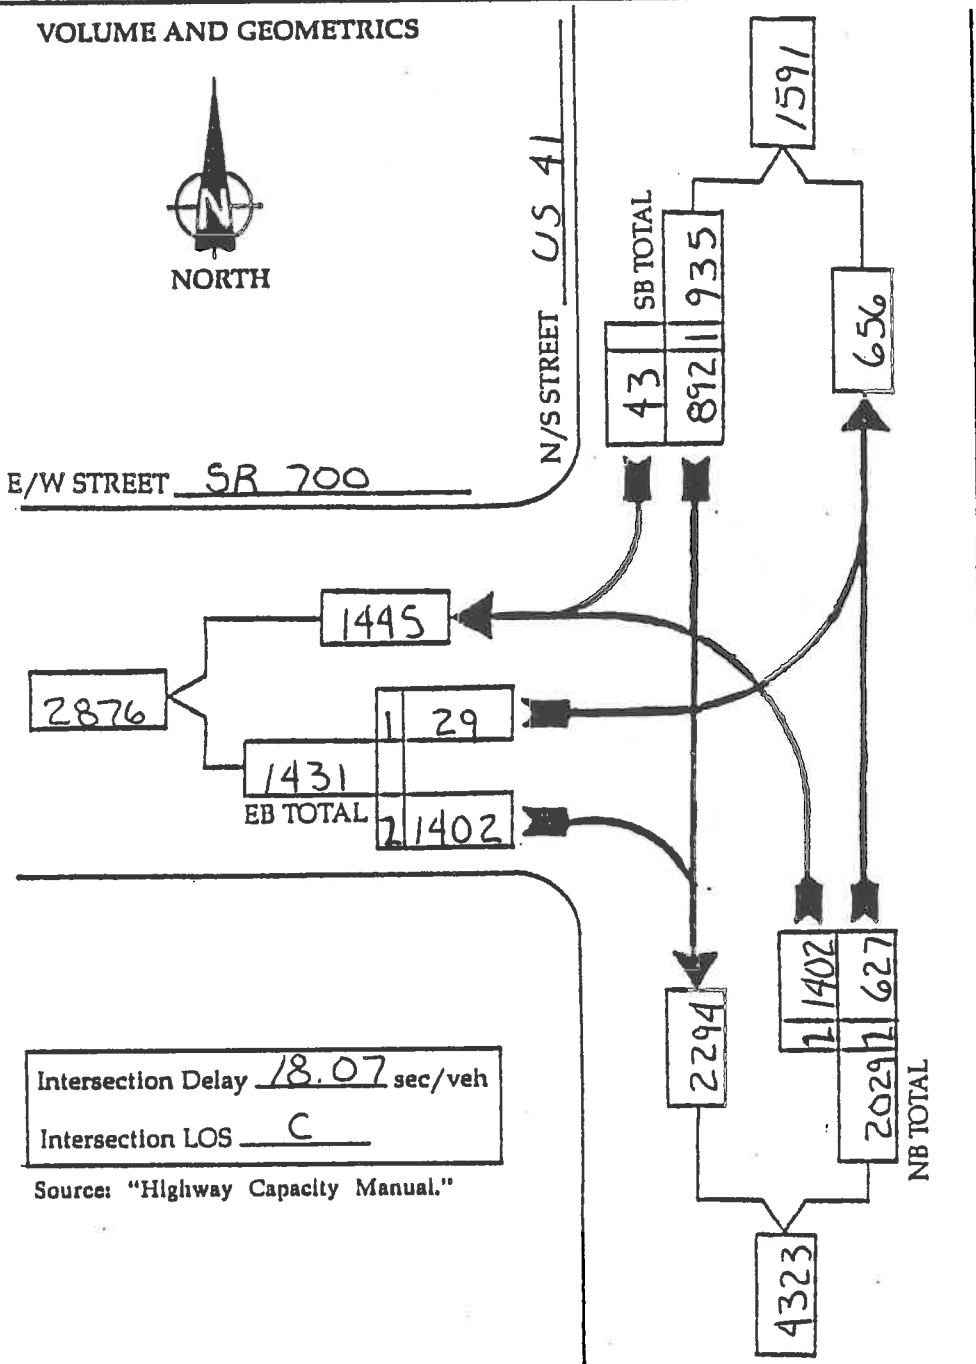 VOLUME AND GEOMETRICS
N
NORTH
N/S STREET US 41
E/W STREET SR 700
1591
SB TOTAL
43
892 11 935
656
1445
2876
1 29
1431
EB TOTAL
2 1402
2294
2 1402
2029 2 627
NB TOTAL
4323
Intersection Delay 18.07 sec/veh
Intersection LOS C
Source: "Highway Capacity Manual."